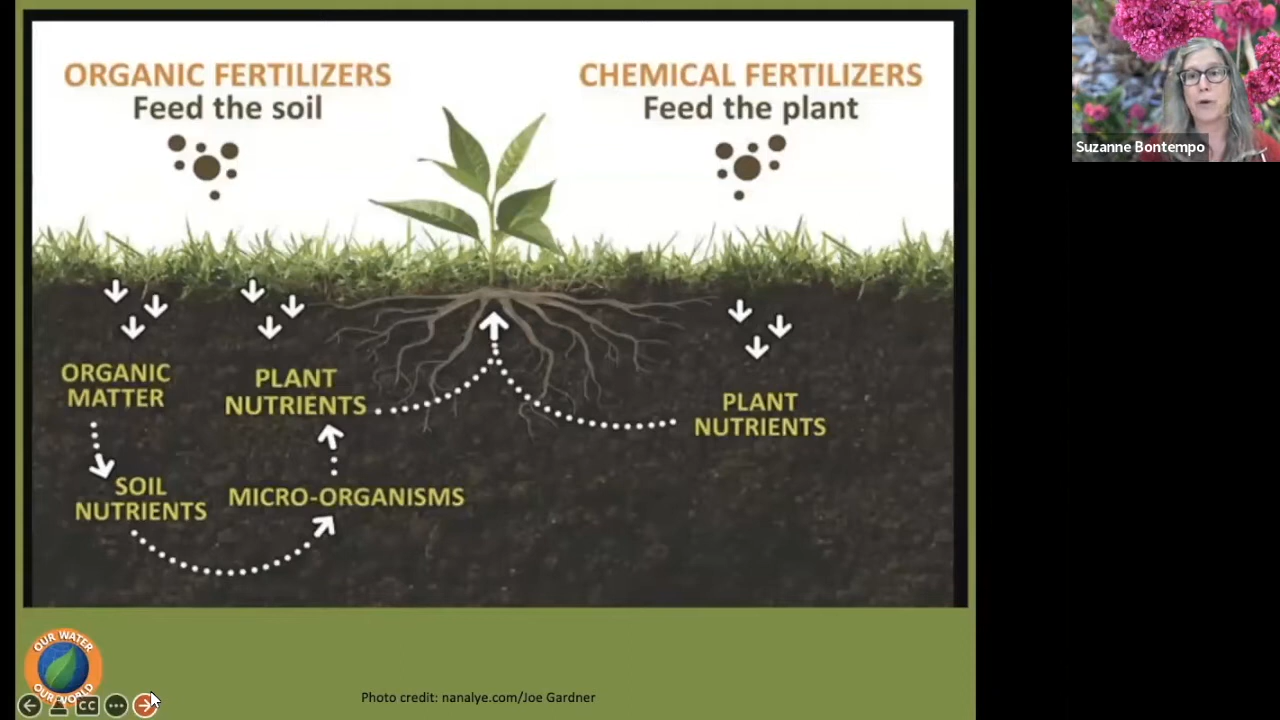 ORGANIC FERTILIZERS
Feed the soil
CHEMICAL FERTILIZERS
Feed the plant
ORGANIC
MATTER
PLANT
NUTRIENTS
PLANT
NUTRIENTS
SOIL
NUTRIENTS
MICRO-ORGANISMS
OUR WATER
OUR WORLD
CC
Photo credit: nanalye.com/Joe Gardner
Suzanne Bontempo